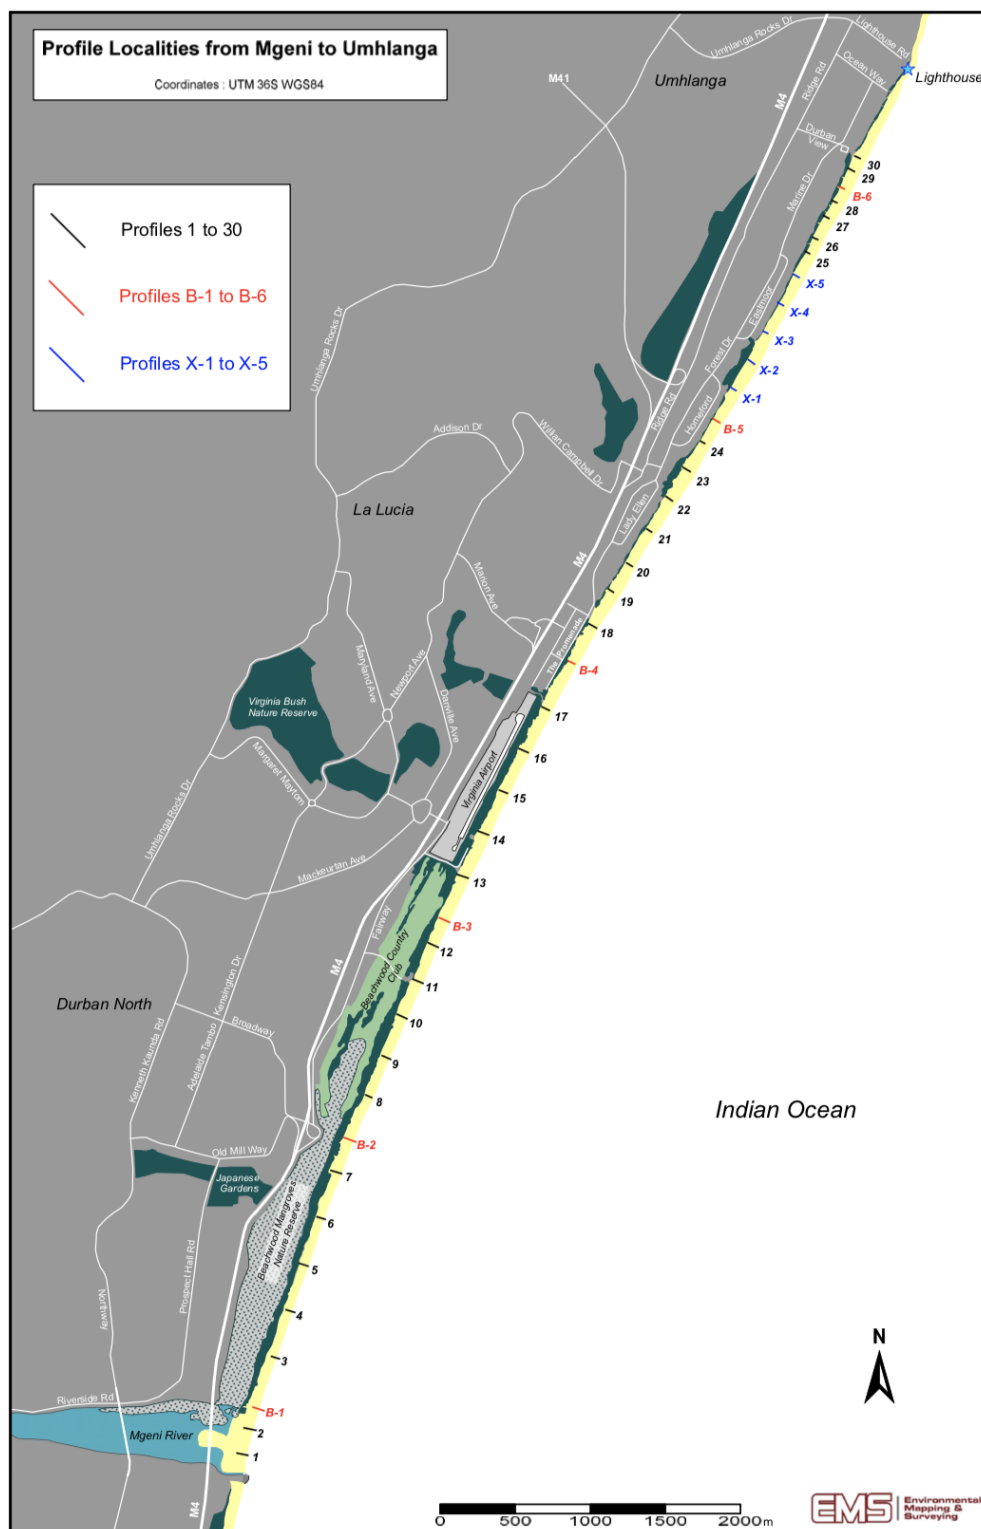 Profile Localities from Mgeni to Umhlanga
Coordinates : UTM 36S WGS84
Profiles 1 to 30
Profiles B-1 to B-6
Profiles X-1 to X-5
Umhlanga Rocks Dr
Lighthouse Rd
Lighthouse
Umhlanga
M41
M4
Ridge Rd
Ocean Way
Durban
View
Marine Dr
30
29
B-6
28
27
26
25
X-5
X-4
X-3
X-2
X-1
B-5
24
23
22
21
20
19
18
B-4
17
16
15
14
13
B-3
12
11
10
9
8
B-2
7
6
5
4
3
B-1
2
1
Eastmoor
Forest Dr
Homeford
Ridge Rd
Umhlanga Rocks Dr
Addison Dr
Willian Campbell Dr
La Lucia
Lady Ellen
M4
Marion Ave
The Promenade
Maryland Ave
Newport Ave
Danville Ave
Virginia Bush
Nature Reserve
Margaret Maytom
Virginia Airport
Umhlanga Rocks Dr
Mackeurtan Ave
Fairway
Beachwood Country
Club
M4
Durban North
Kensington Dr
Broadway
Adelaide Tambo
Kenneth Kaunda Rd
Indian Ocean
Old Mill Way
Japanese
Gardens
Beachwood Mangroves
Nature Reserve
Prospect Hall Rd
Northway
Riverside Rd
Mgeni River
M4
N
0 500 1000 1500 2000m
EMS
Environmental
Mapping &
Surveying